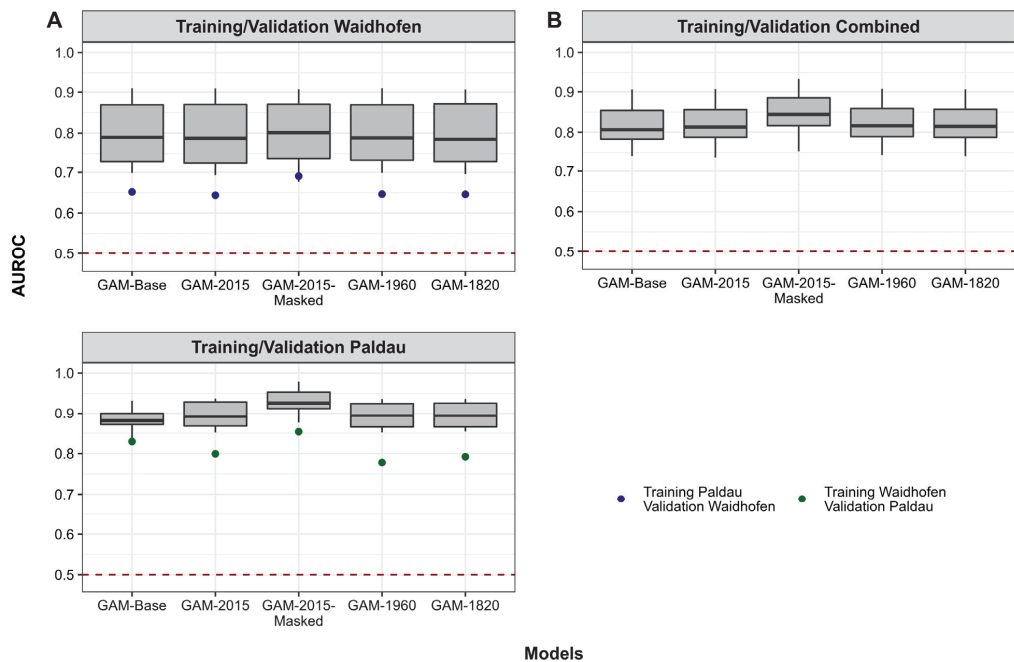 A
Training/Validation Waidhofen
1.0
0.9
0.8
0.7
0.6
0.5
GAM-Base
GAM-2015
GAM-2015-
Masked
GAM-1960
GAM-1820
B
Training/Validation Combined
1.0
0.9
0.8
0.7
0.6
0.5
GAM-Base
GAM-2015
GAM-2015-
Masked
GAM-1960
GAM-1820
AUROC
Training/Validation Paldau
1.0
0.9
0.8
0.7
0.6
0.5
GAM-Base
GAM-2015
GAM-2015-
Masked
GAM-1960
GAM-1820
Training Paldau
Validation Waidhofen
Training Waidhofen
Validation Paldau
Models